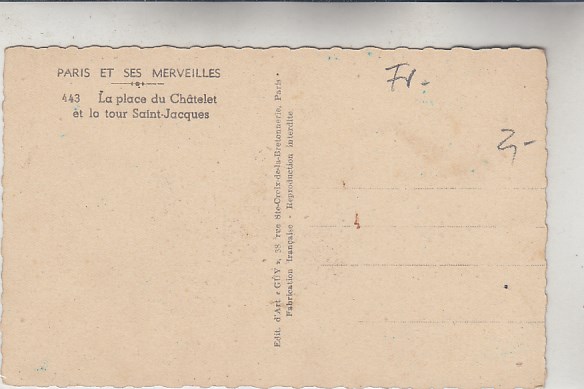 PARIS ET SES MERVEILLES
443 La place du Châtelet
et la tour Saint-Jacques
Edit. d'Art « GUY », 38, rue Ste-Croix-de-la-Bretonnerie, Paris •
Fabrication française - Reproduction interdite
Fr.-